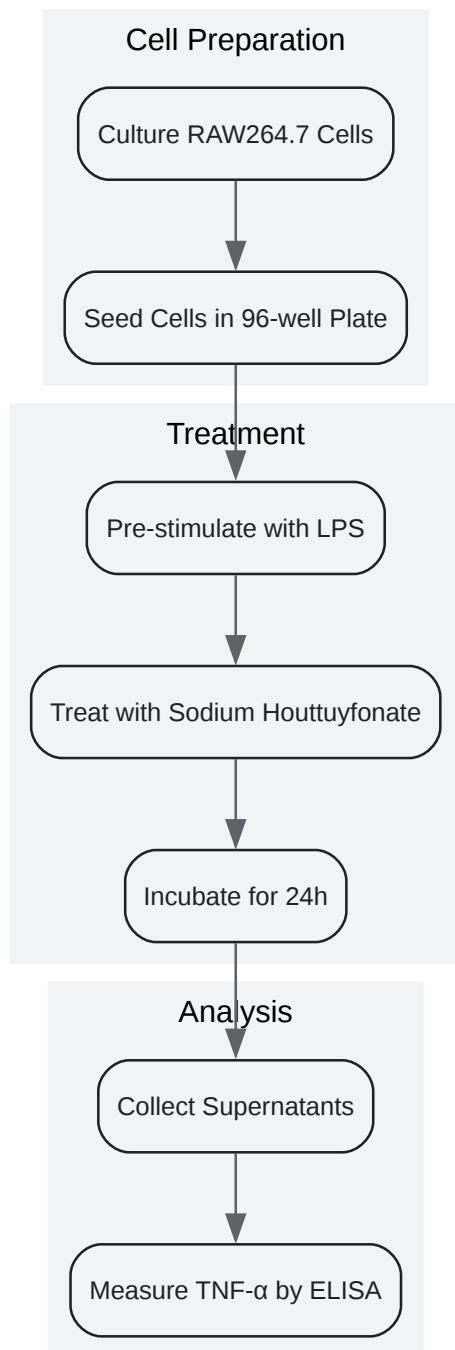 Cell Preparation
Culture RAW264.7 Cells
Seed Cells in 96-well Plate
Treatment
Pre-stimulate with LPS
Treat with Sodium Houttuyfonate
Incubate for 24h
Analysis
Collect Supernatants
Measure TNF-α by ELISA